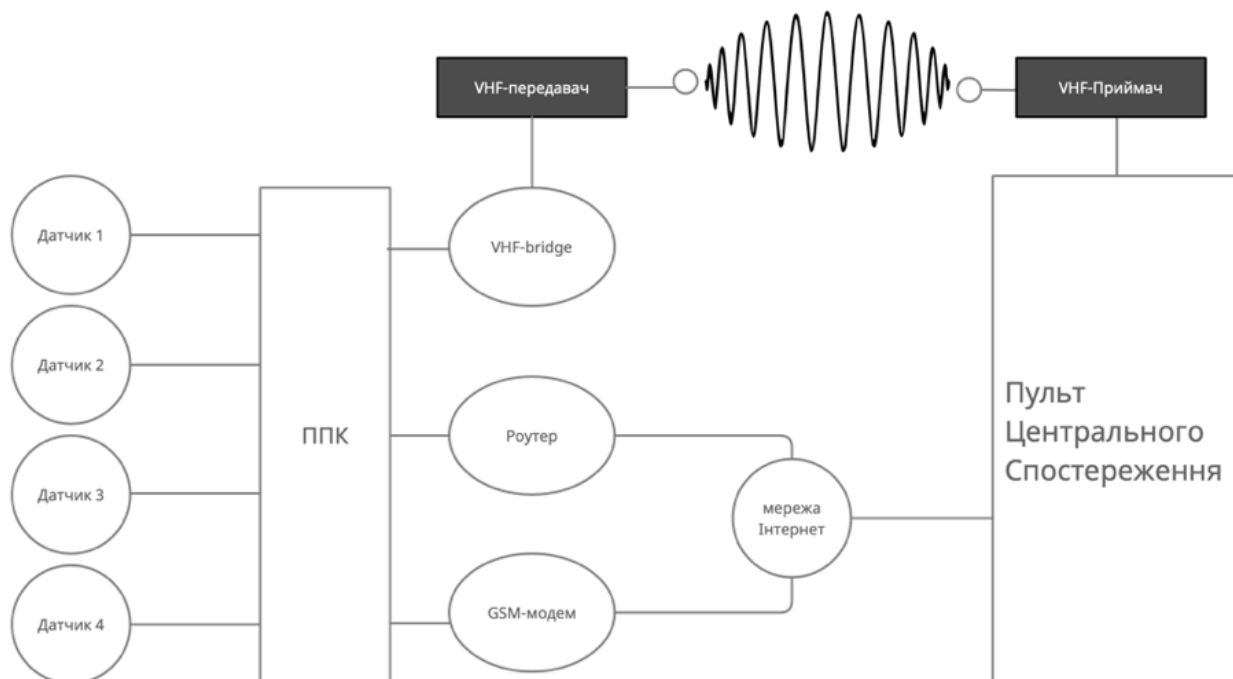 VHF-передавач
VHF-Приймач
Датчик 1
VHF-bridge
Датчик 2
ППК
Роутер
Пульт
Центрального
Спостереження
Датчик 3
мережа
Інтернет
Датчик 4
GSM-модем